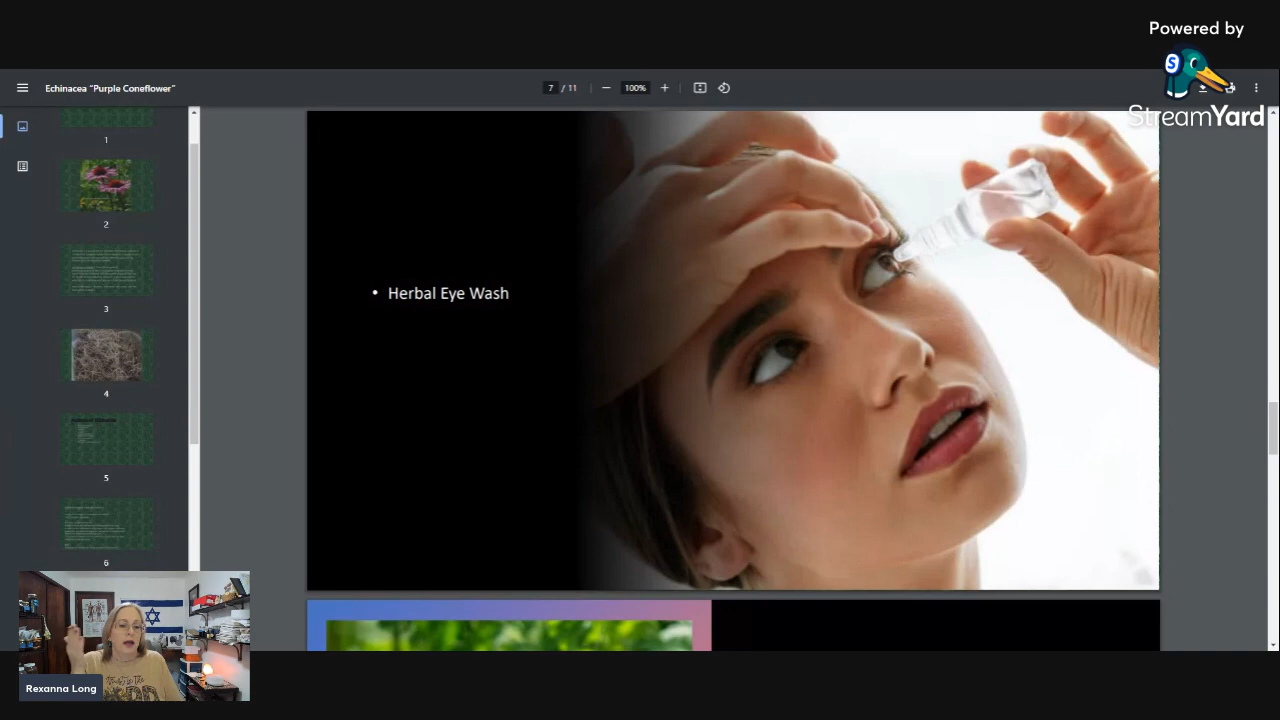 Powered by
StreamYard
Echinacea "Purple Coneflower"
7 / 11
100%
1
2
3
4
5
6
• Herbal Eye Wash
Rexanna Long